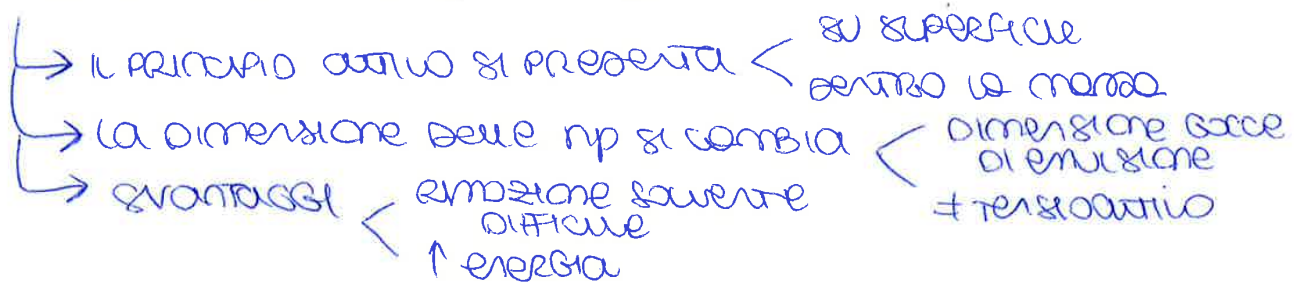 → IL PRINCIPIO ATTIVO SI PRESENTA < SU SUPERFICIE
DENTRO LA MASSA
→ LA DIMENSIONE DELLE NP SI CAMBIA < DIMENSIONE GOCCE
DI EMULSIONE
≠ TENSIOATTIVO
→ SVANTAGGI < RIMOZIONE SOLVENTE
DIFFICILE
↑ ENERGIA